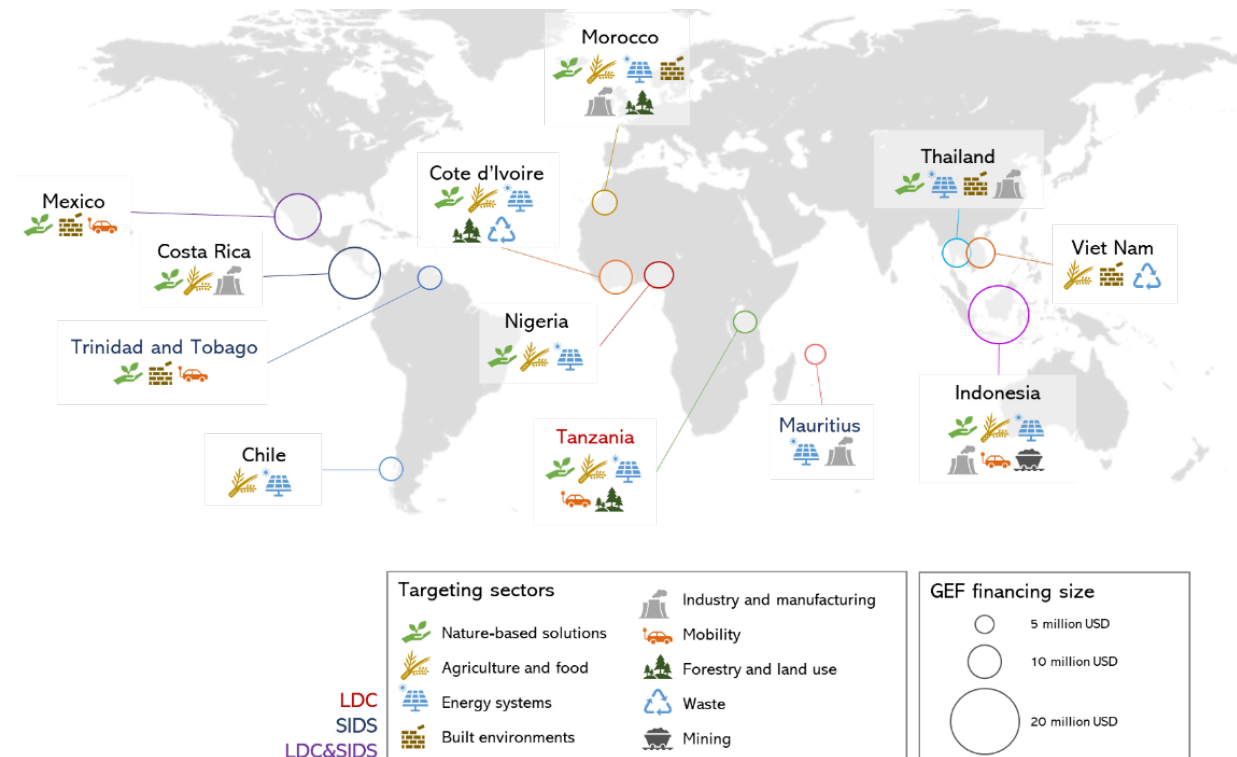 Morocco
Thailand
Cote d'Ivoire
Mexico
Costa Rica
Viet Nam
Nigeria
Trinidad and Tobago
Indonesia
Mauritius
Tanzania
Chile
Targeting sectors
Nature-based solutions
Agriculture and food
Energy systems
Built environments
Industry and manufacturing
Mobility
Forestry and land use
Waste
Mining
LDC
SIDS
LDC&SIDS
GEF financing size
5 million USD
10 million USD
20 million USD